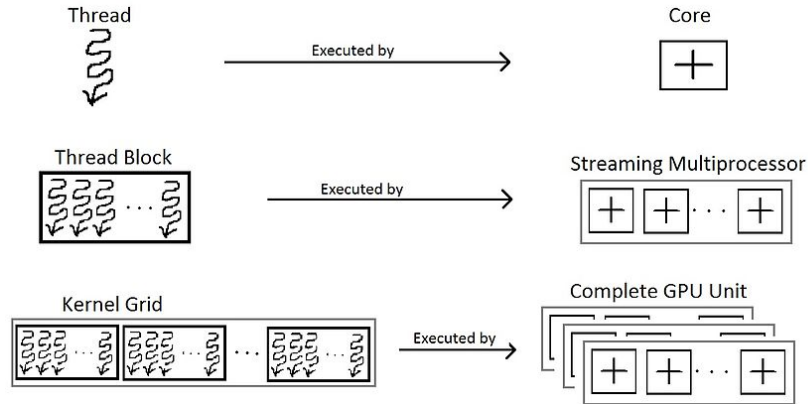 Thread
Executed by
Core
Thread Block
Executed by
Streaming Multiprocessor
Kernel Grid
Executed by
Complete GPU Unit